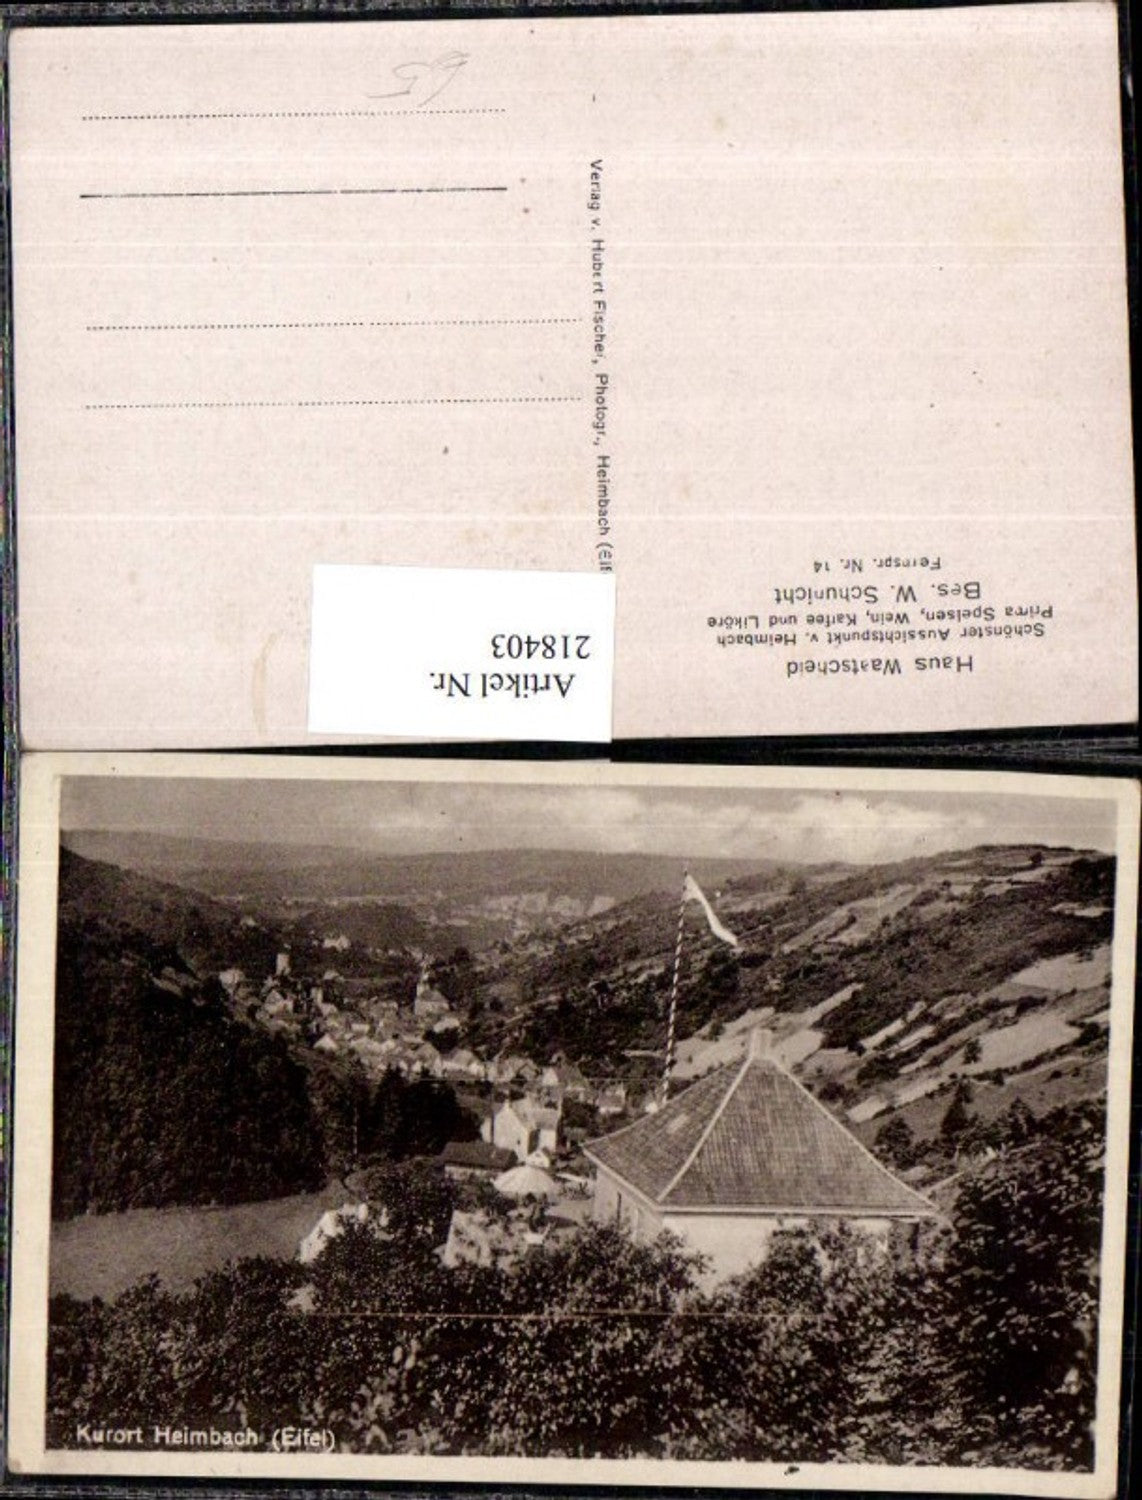 Haus Waatscheid
Schönster Aussichtspunkt v. Heimbach
Prima Speisen, Wein, Kaffee und Liköre
Bes. W. Schunicht
Fernspr. Nr. 14
Verlag v. Hubert Fischer, Photogr., Heimbach (Eif
Artikel Nr.
218403
Kurort Heimbach (Eifel)